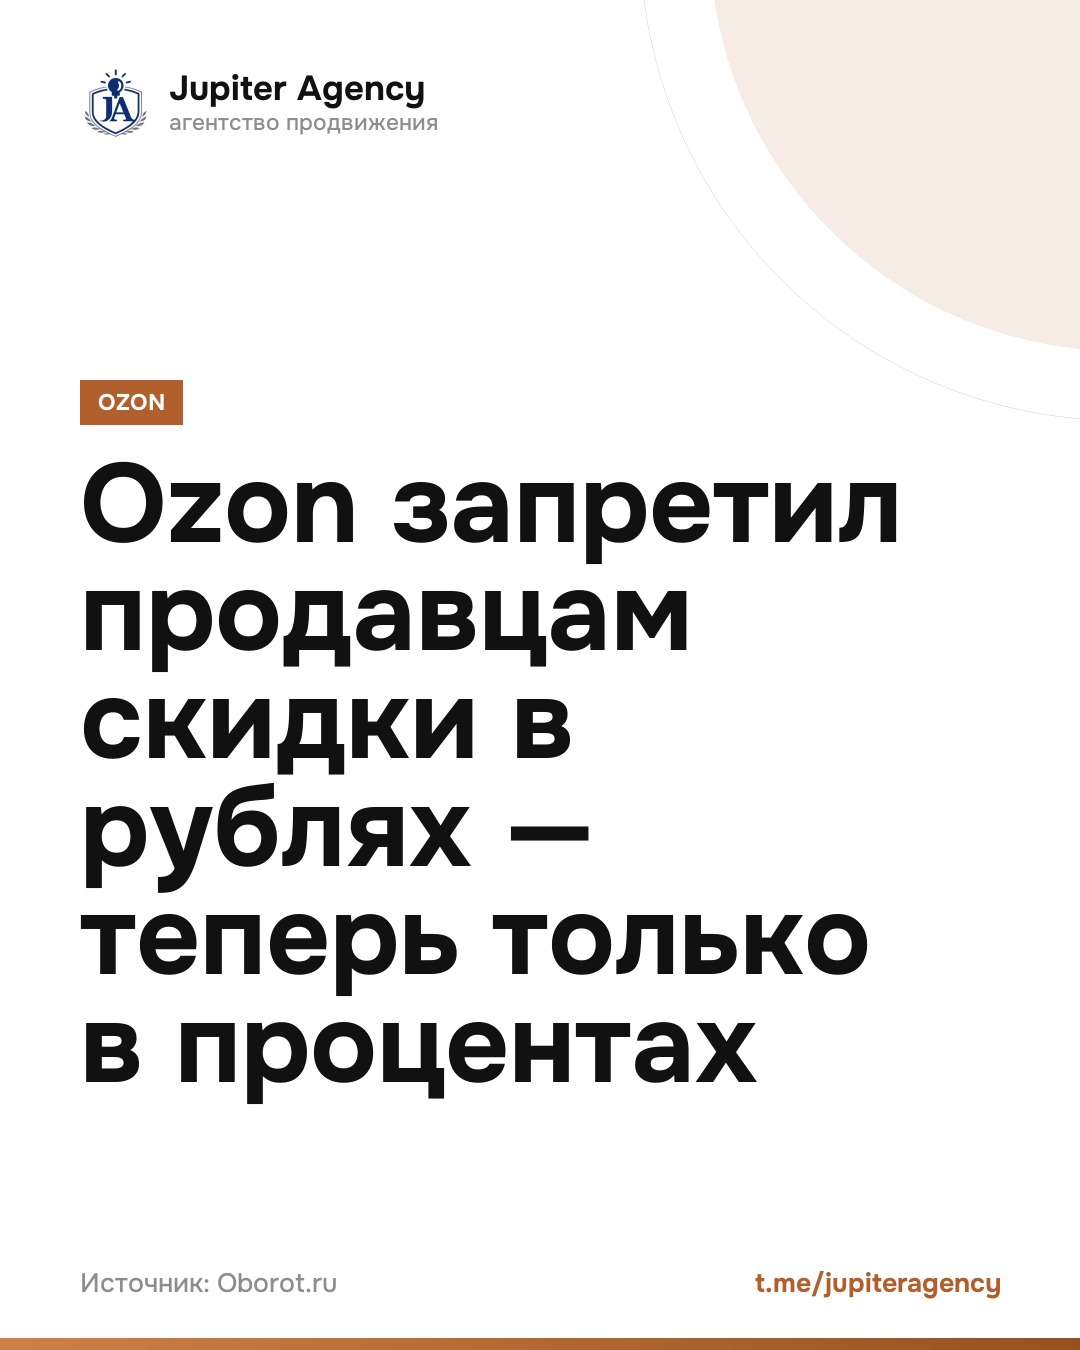 JA
Jupiter Agency
агентство продвижения
OZON
Ozon запретил
продавцам
скидки в
рублях —
теперь только
в процентах
Источник: Oborot.ru
t.me/jupiteragency